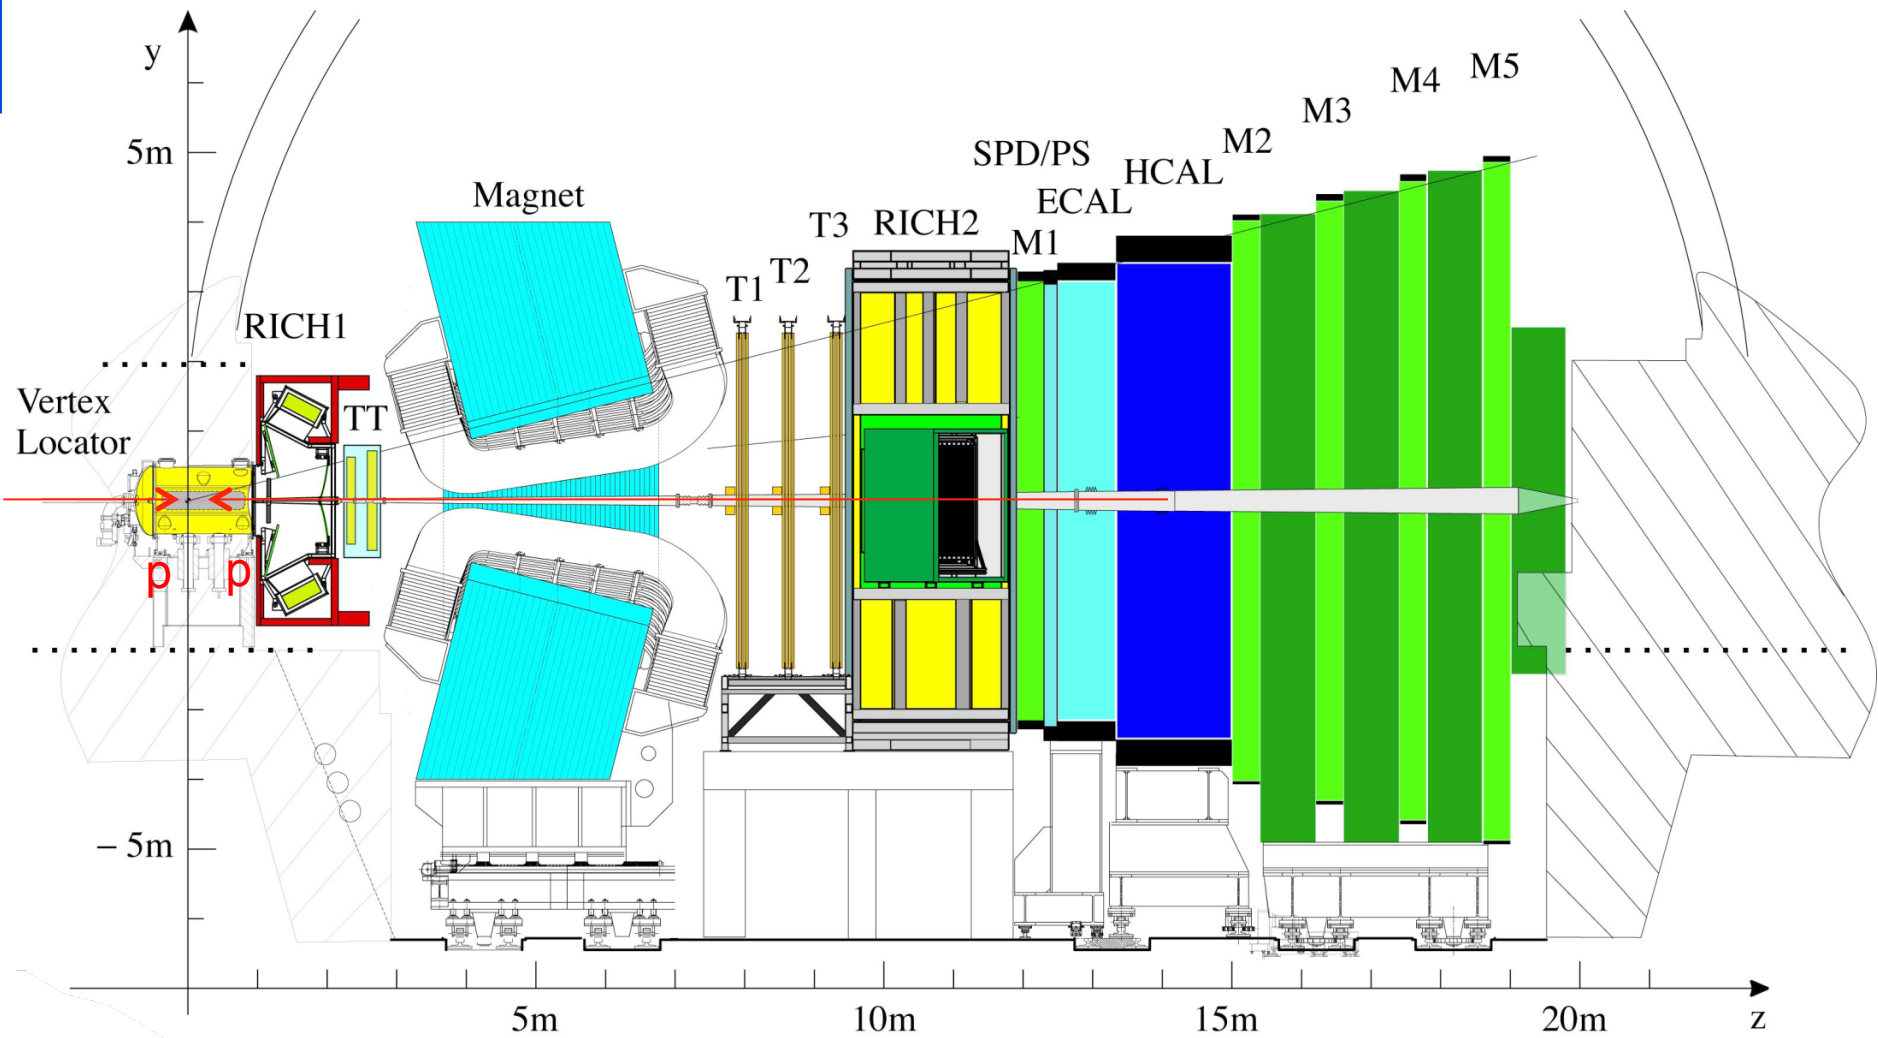 y
5m
Magnet
RICH1
Vertex
Locator
TT
T1
T2
T3
RICH2
M1
SPD/PS
ECAL
HCAL
M2
M3
M4
M5
p
p
− 5m
5m
10m
15m
20m
z